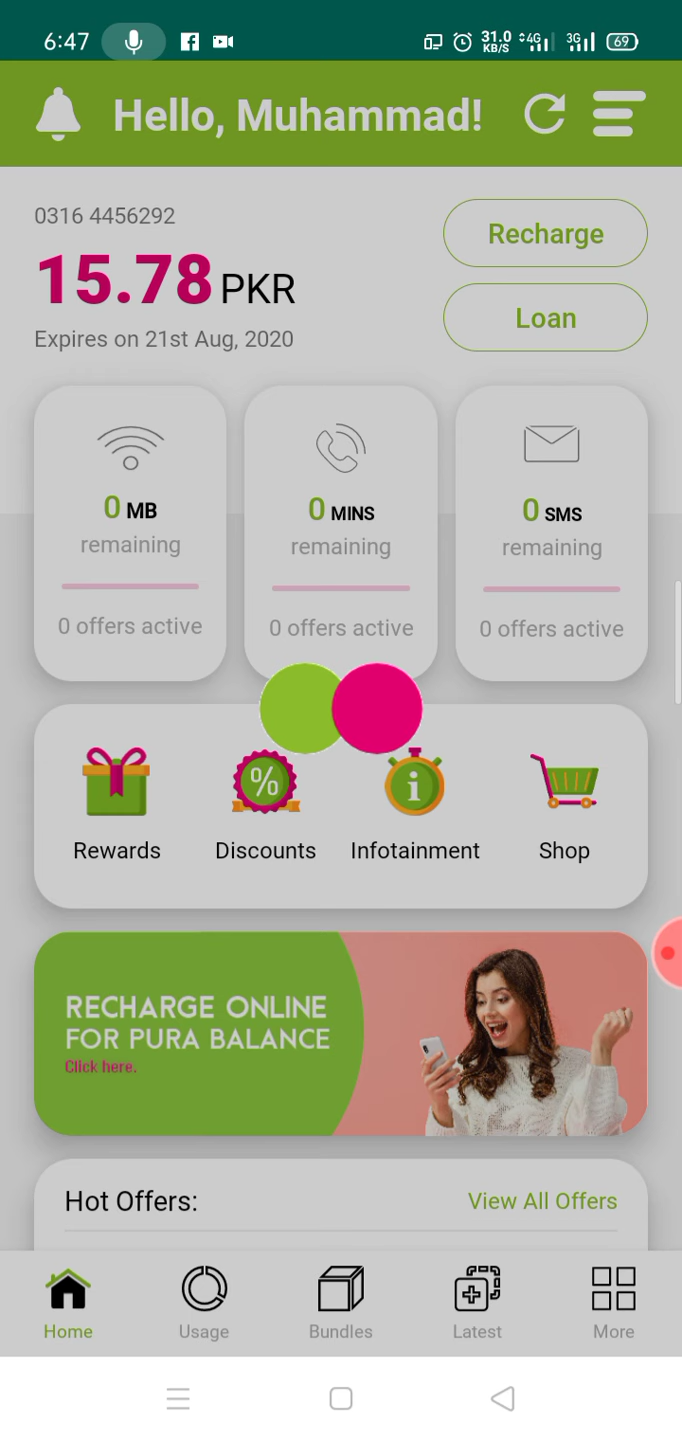 6:47
31.0 KB/S 4G 3G 69
Hello, Muhammad!
0316 4456292
Recharge
15.78 PKR
Loan
Expires on 21st Aug, 2020
0 MB
0 MINS
0 SMS
remaining
remaining
remaining
0 offers active
0 offers active
0 offers active
%
i
Rewards
Discounts
Infotainment
Shop
RECHARGE ONLINE
FOR PURA BALANCE
Click here.
Hot Offers:
View All Offers
Home
Usage
Bundles
Latest
More